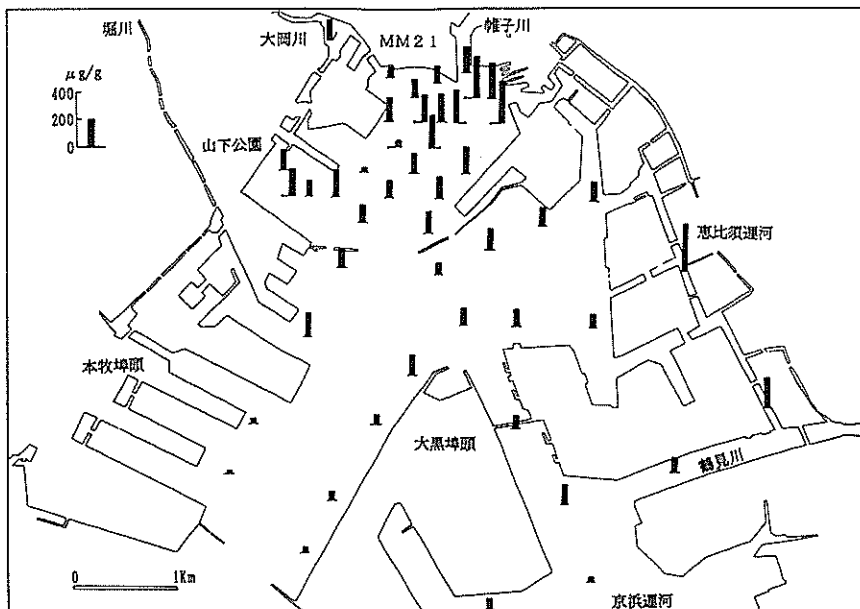 堀川
大岡川
MM21
帷子川
μg/g
400
200
0
山下公園
恵比須運河
本牧埠頭
大黒埠頭
鶴見川
0
1Km
京浜運河